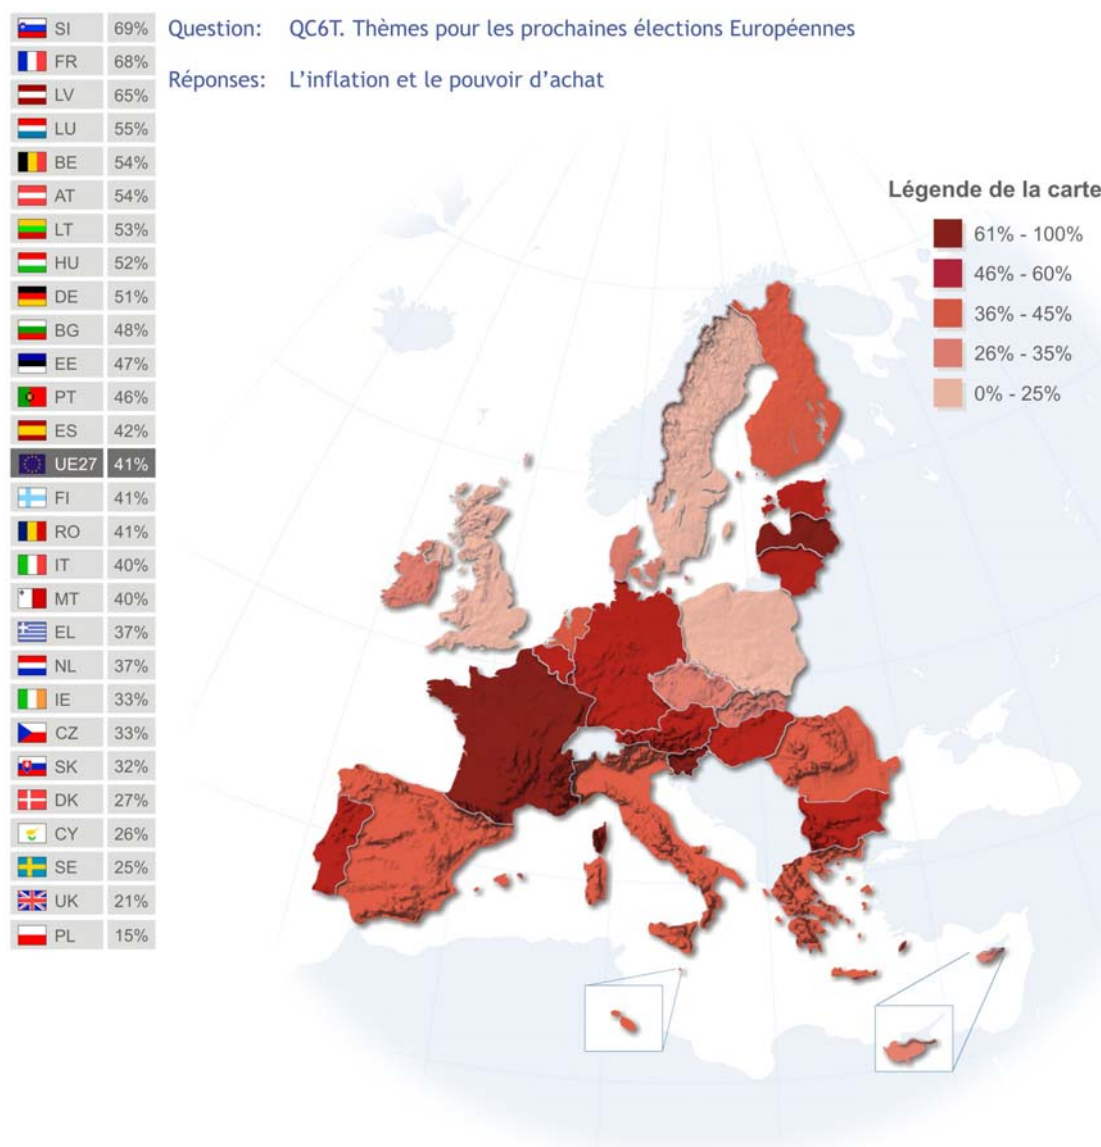 Question: QC6T. Thèmes pour les prochaines élections Européennes
Réponses: L'inflation et le pouvoir d'achat
SI 69%
FR 68%
LV 65%
LU 55%
BE 54%
AT 54%
LT 53%
HU 52%
DE 51%
BG 48%
EE 47%
PT 46%
ES 42%
UE27 41%
FI 41%
RO 41%
IT 40%
MT 40%
EL 37%
NL 37%
IE 33%
CZ 33%
SK 32%
DK 27%
CY 26%
SE 25%
UK 21%
PL 15%
Légende de la carte
61% - 100%
46% - 60%
36% - 45%
26% - 35%
0% - 25%